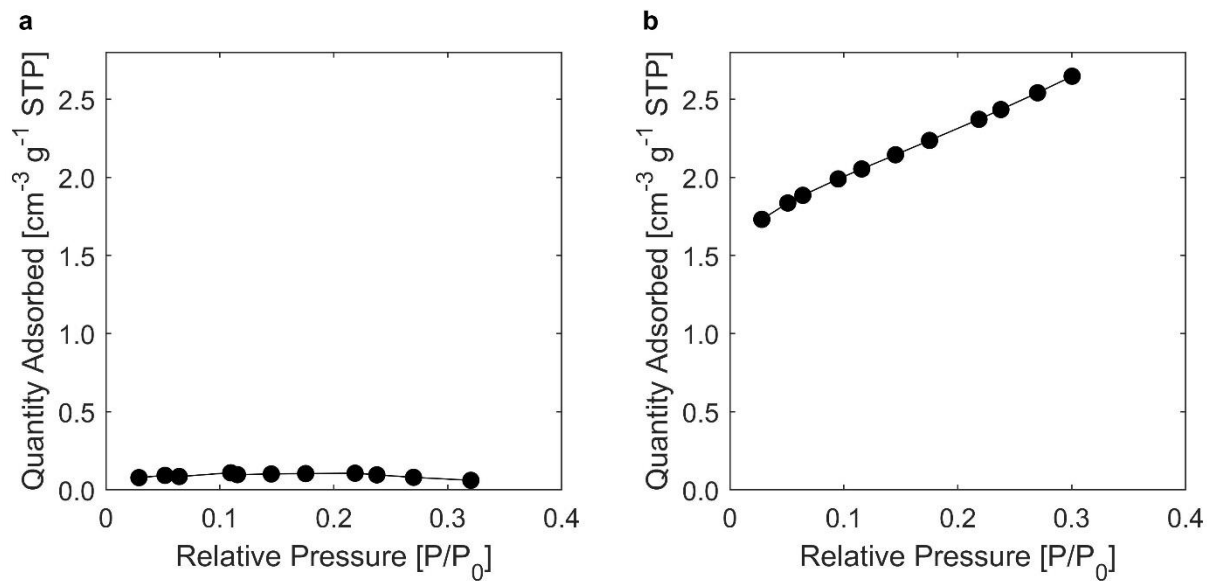 a
Quantity Adsorbed [cm⁻³ g⁻¹ STP]
2.5
2.0
1.5
1.0
0.5
0.0
0 0.1 0.2 0.3 0.4
Relative Pressure [P/P₀]
b
Quantity Adsorbed [cm⁻³ g⁻¹ STP]
2.5
2.0
1.5
1.0
0.5
0.0
0 0.1 0.2 0.3 0.4
Relative Pressure [P/P₀]